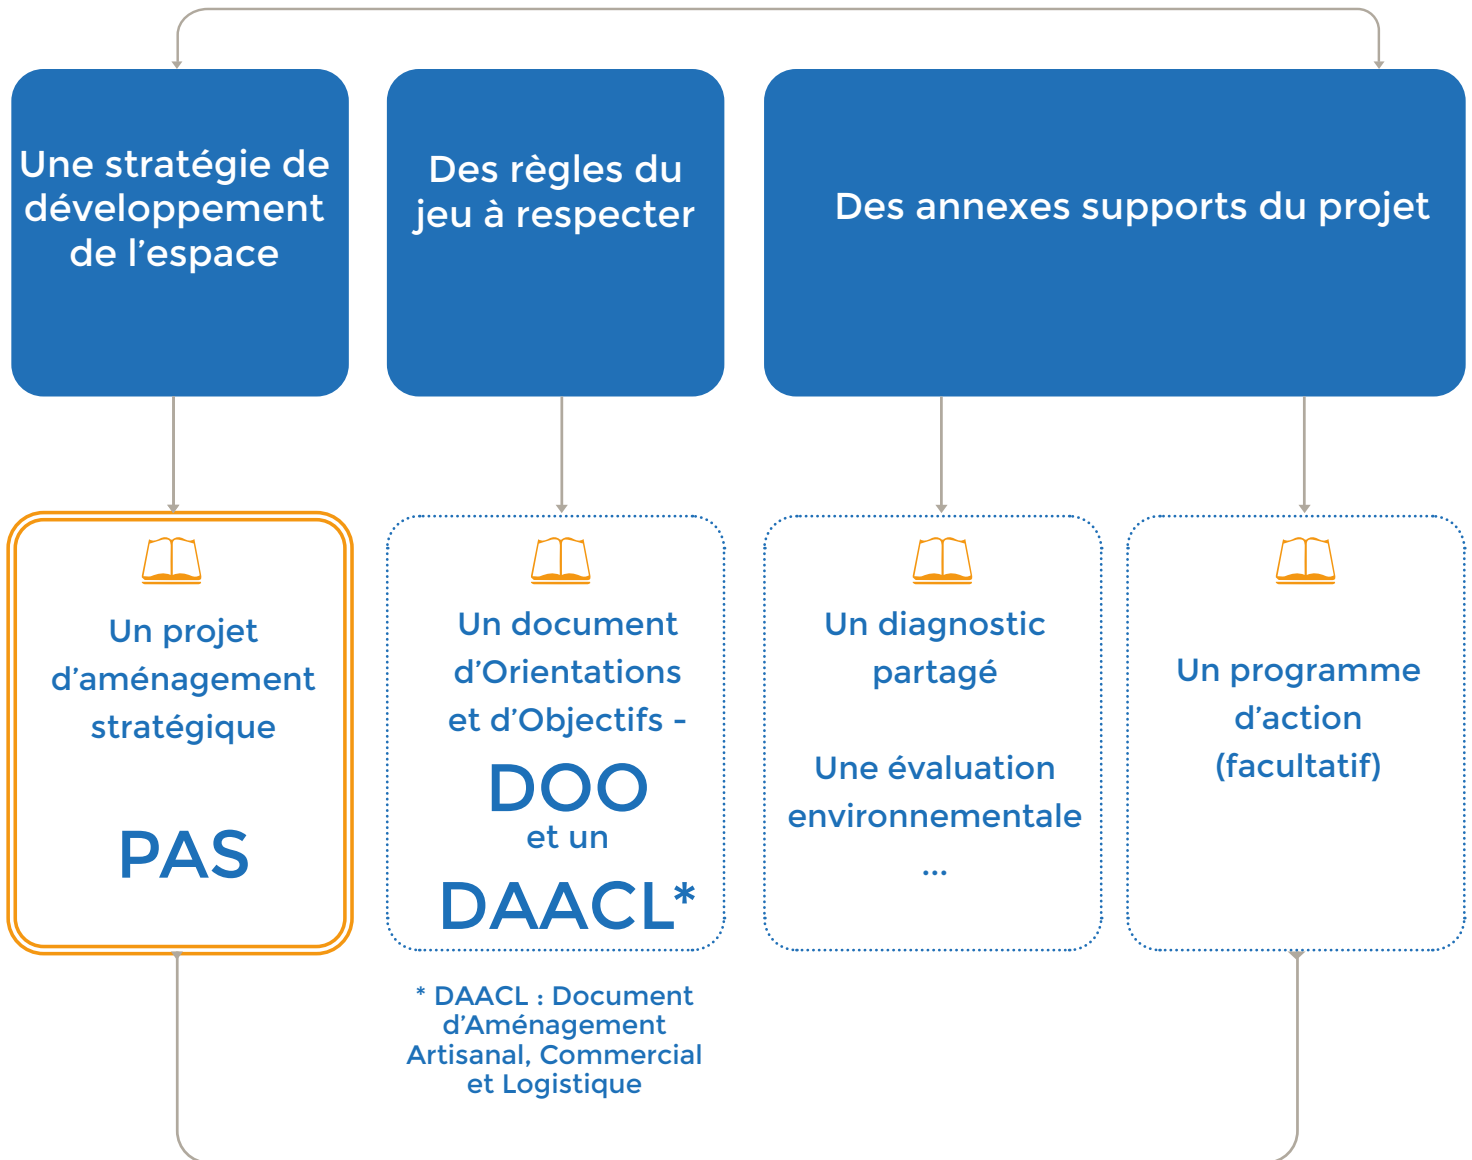 Une stratégie de
développement
de l’espace
Des règles du
jeu à respecter
Des annexes supports du projet
Un projet
d’aménagement
stratégique
PAS
Un document
d’Orientations
et d’Objectifs -
DOO
et un
DAACL*
Un diagnostic
partagé
Une évaluation
environnementale
...
Un programme
d’action
(facultatif)
* DAACL : Document
d’Aménagement
Artisanal, Commercial
et Logistique